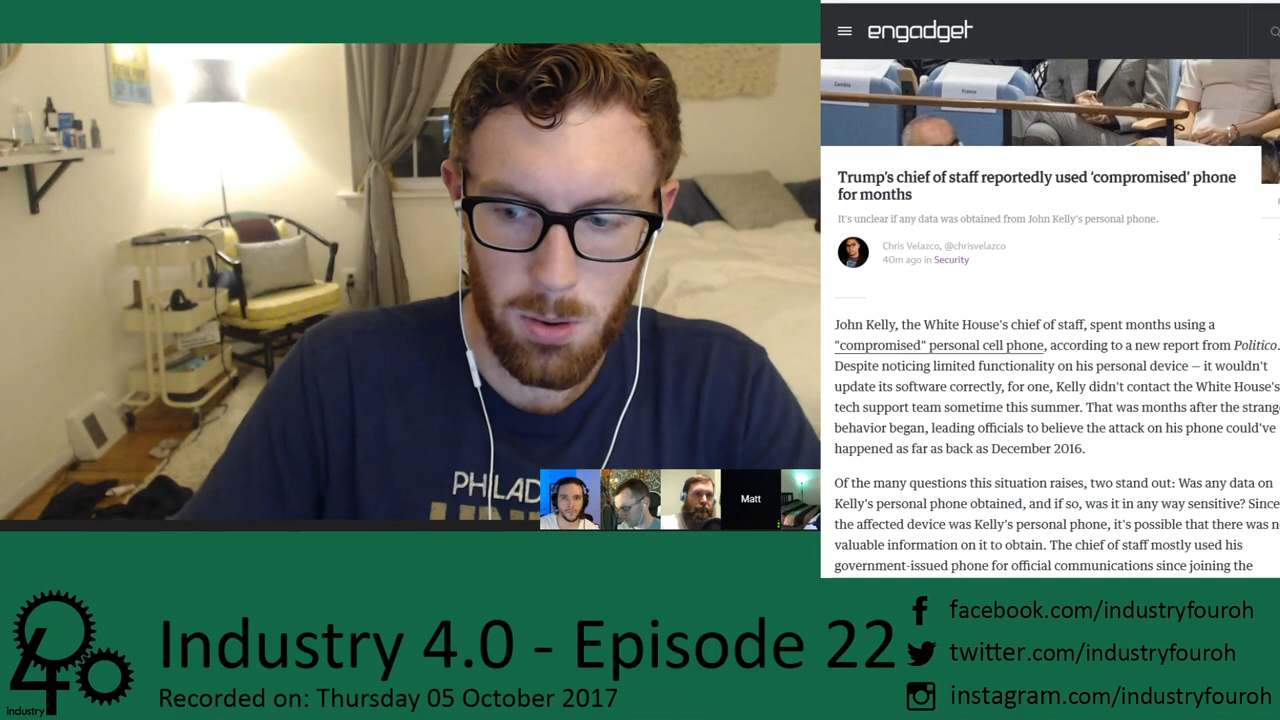 engadget
Zambia
France
Trump's chief of staff reportedly used 'compromised' phone
for months
It's unclear if any data was obtained from John Kelly's personal phone.
Chris Velazco, @chrisvelazco
40m ago in Security
John Kelly, the White House's chief of staff, spent months using a
"compromised" personal cell phone, according to a new report from Politico.
Despite noticing limited functionality on his personal device — it wouldn't
update its software correctly, for one, Kelly didn't contact the White House's
tech support team sometime this summer. That was months after the strang
behavior began, leading officials to believe the attack on his phone could've
happened as far as back as December 2016.
Of the many questions this situation raises, two stand out: Was any data on
Kelly's personal phone obtained, and if so, was it in any way sensitive? Since
the affected device was Kelly's personal phone, it's possible that there was n
valuable information on it to obtain. The chief of staff mostly used his
government-issued phone for official communications since joining the
PHILAD
Matt
40
industry
Industry 4.0 - Episode 22
Recorded on: Thursday 05 October 2017
facebook.com/industryfouroh
twitter.com/industryfouroh
instagram.com/industryfouroh